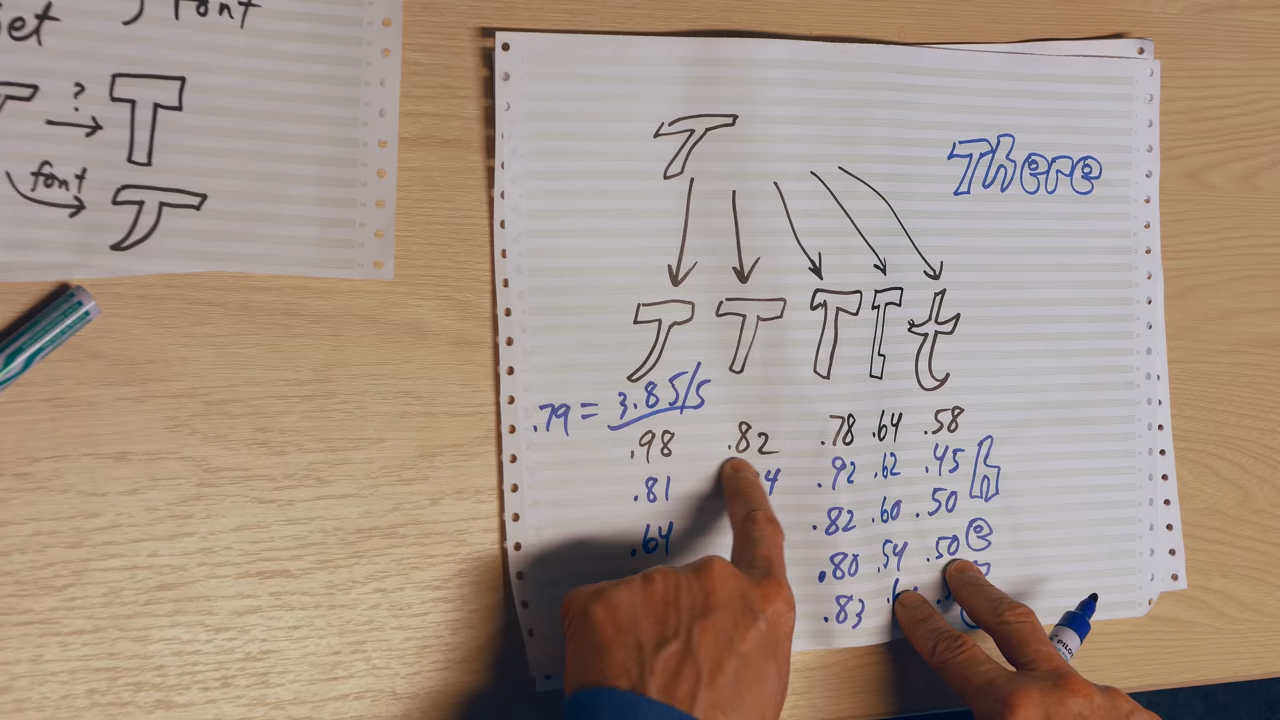 font
? T
font T
T
There
T T T T t
.79 = 3.85/5
.98 .82 .78 .64 .58
.81 .92 .62 .45 h
.64 .82 .60 .50
.80 .54 .50 e
.83
PILOT